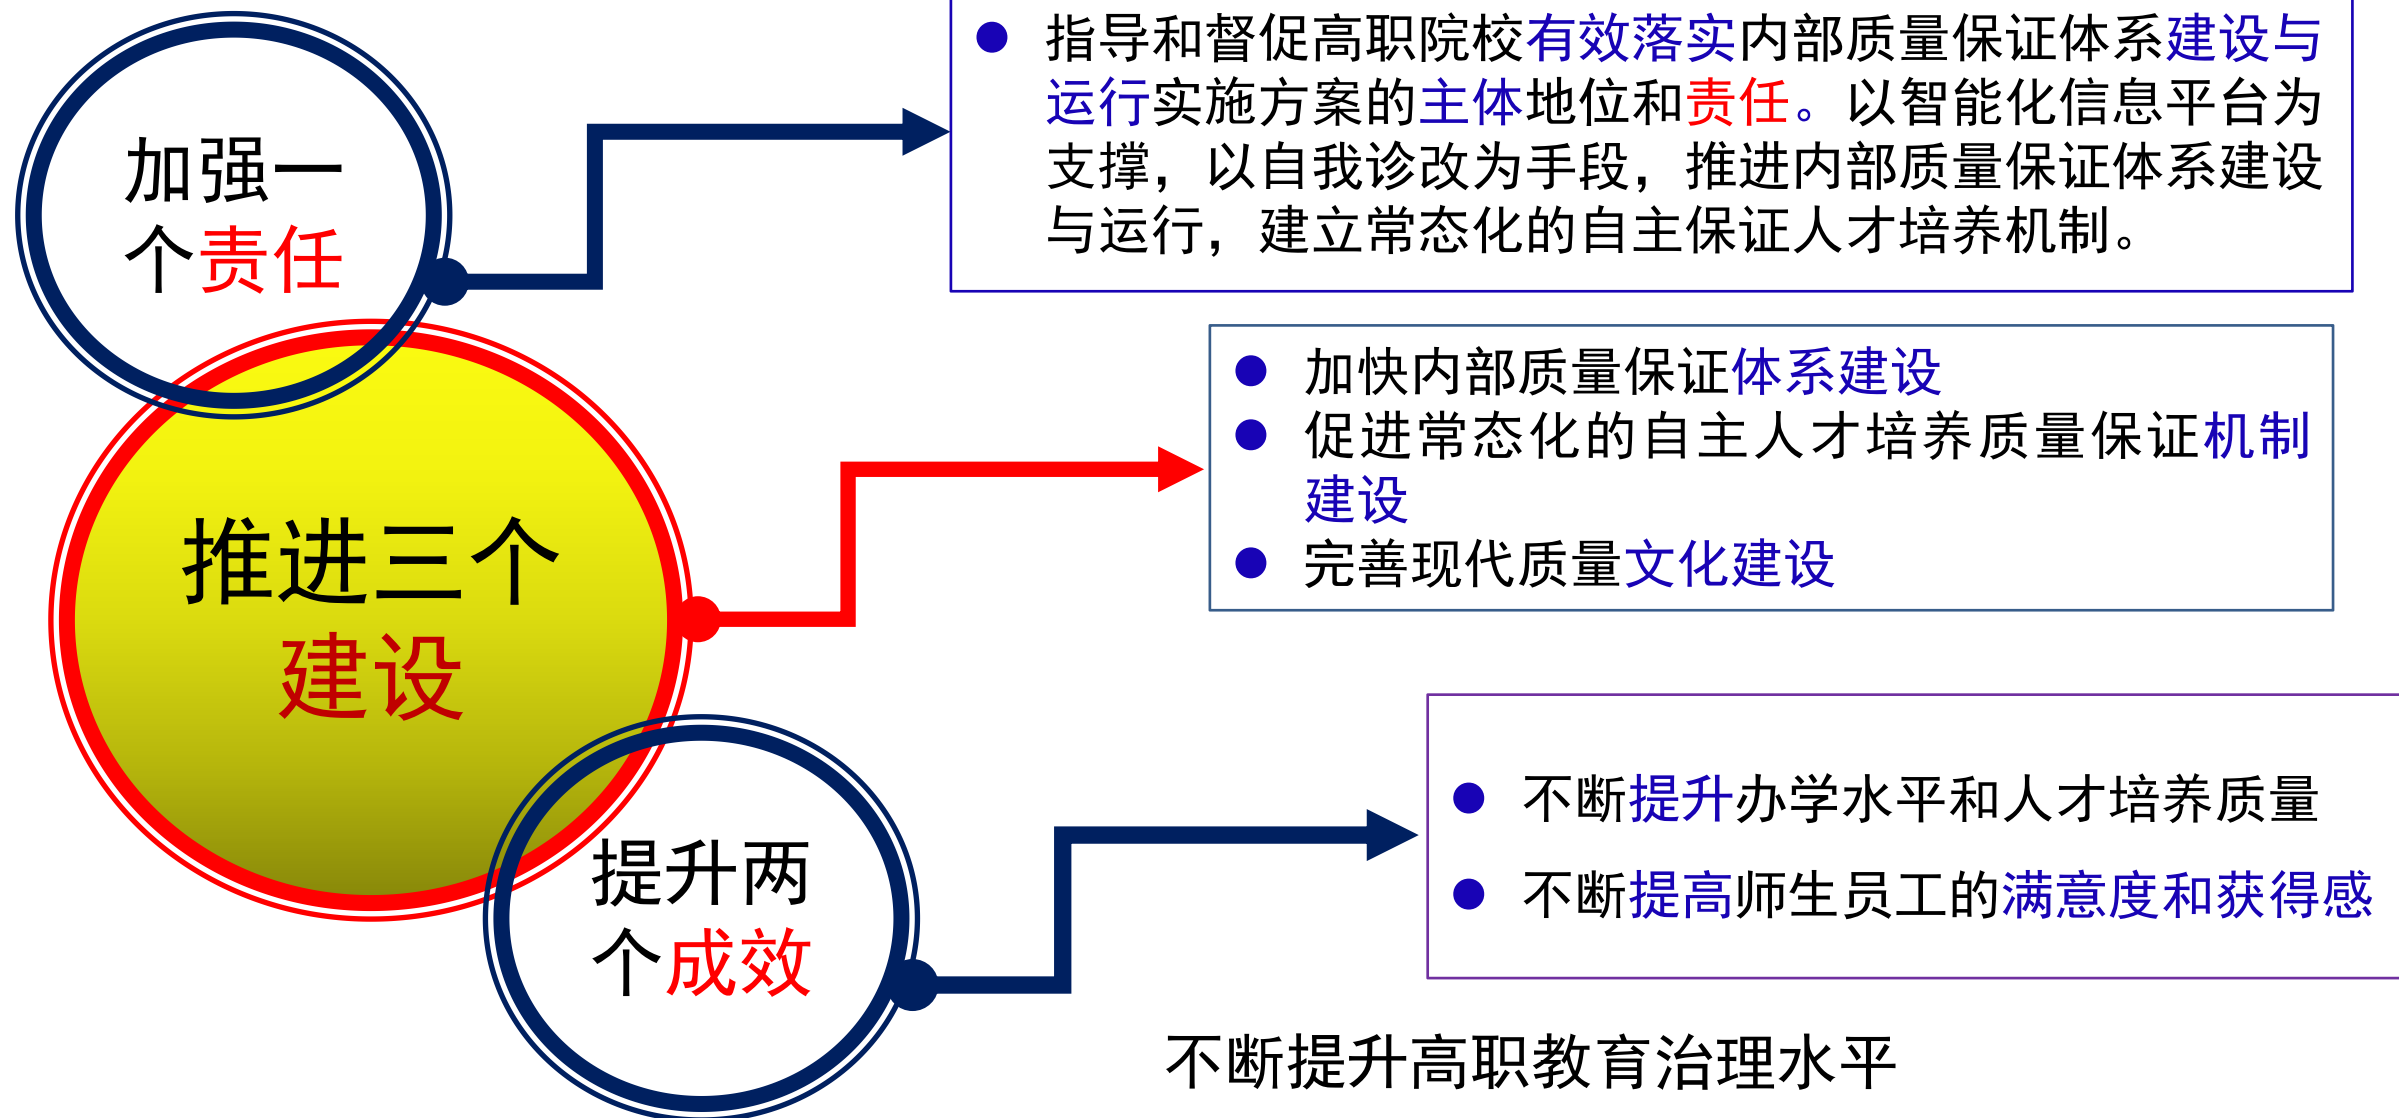 加强一
个责任
指导和督促高职院校有效落实内部质量保证体系建设与
运行实施方案的主体地位和责任。以智能化信息平台为
支撑，以自我诊改为手段，推进内部质量保证体系建设
与运行，建立常态化的自主保证人才培养机制。
推进三个
建设
加快内部质量保证体系建设
促进常态化的自主人才培养质量保证机制
建设
完善现代质量文化建设
提升两
个成效
不断提升办学水平和人才培养质量
不断提高师生员工的满意度和获得感
不断提升高职教育治理水平